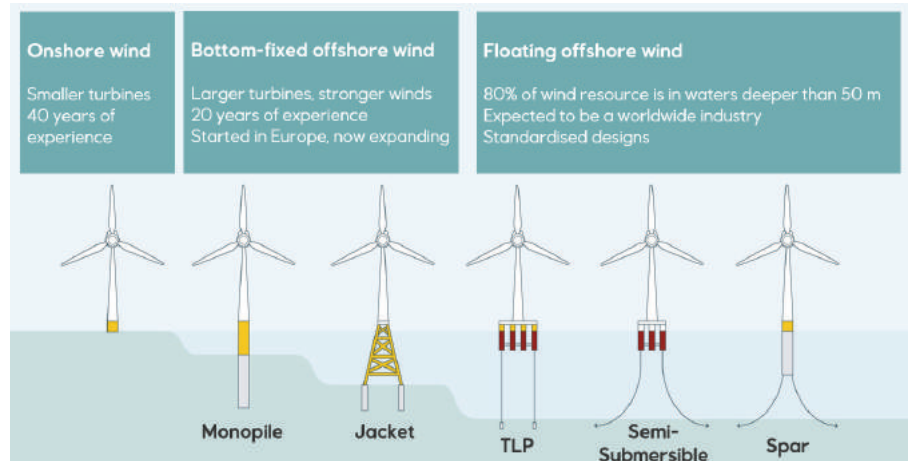 Onshore wind
Smaller turbines
40 years of
experience
Bottom-fixed offshore wind
Larger turbines, stronger winds
20 years of experience
Started in Europe, now expanding
Floating offshore wind
80% of wind resource is in waters deeper than 50 m
Expected to be a worldwide industry
Standardised designs
Monopile
Jacket
TLP
Semi-
Submersible
Spar